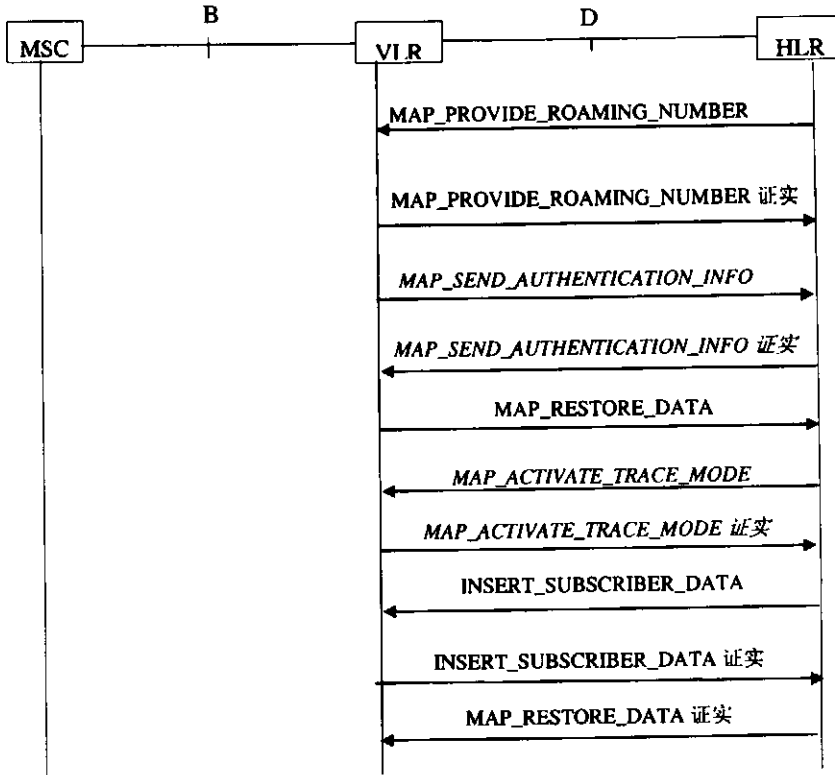 B
D
MSC
VLR
HLR
MAP_PROVIDE_ROAMING_NUMBER
MAP_PROVIDE_ROAMING_NUMBER 证实
MAP_SEND_AUTHENTICATION_INFO
MAP_SEND_AUTHENTICATION_INFO 证实
MAP_RESTORE_DATA
MAP_ACTIVATE_TRACE_MODE
MAP_ACTIVATE_TRACE_MODE 证实
INSERT_SUBSCRIBER_DATA
INSERT_SUBSCRIBER_DATA 证实
MAP_RESTORE_DATA 证实